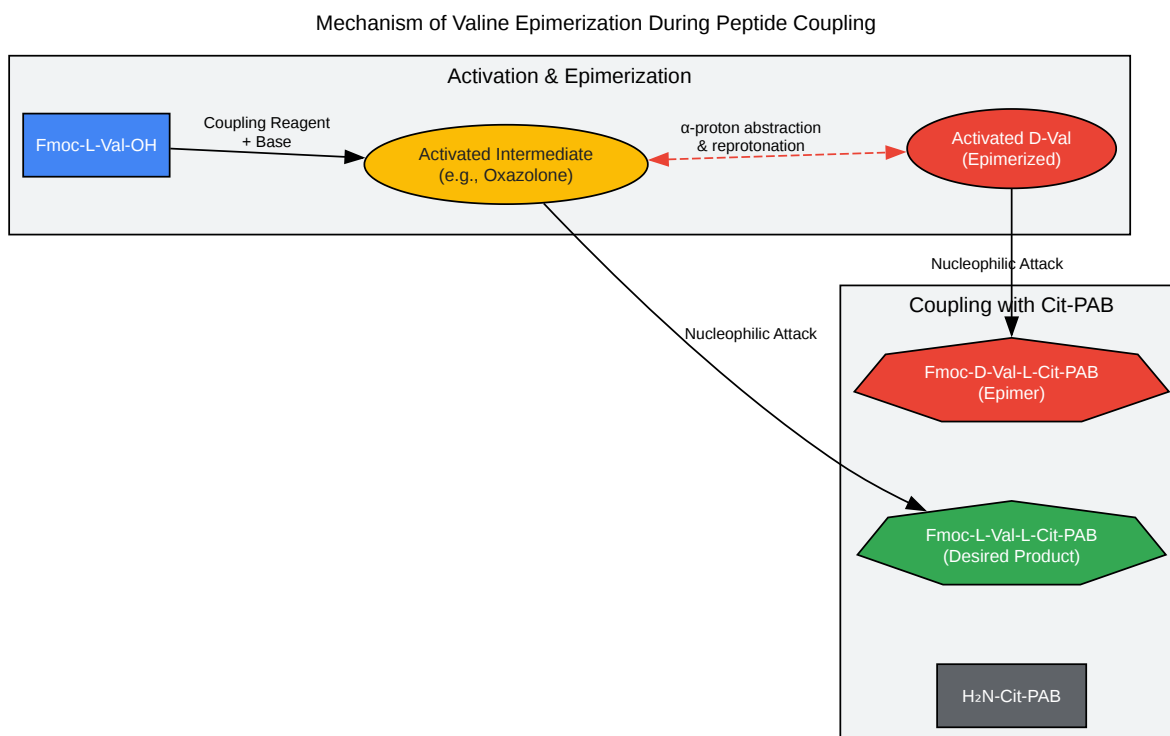 Mechanism of Valine Epimerization During Peptide Coupling
Activation & Epimerization
Fmoc-L-Val-OH
Coupling Reagent
+ Base
Activated Intermediate
(e.g., Oxazolone)
α-proton abstraction
& reprotonation
Activated D-Val
(Epimerized)
Nucleophilic Attack
Coupling with Cit-PAB
Nucleophilic Attack
Fmoc-D-Val-L-Cit-PAB
(Epimer)
Fmoc-L-Val-L-Cit-PAB
(Desired Product)
H₂N-Cit-PAB